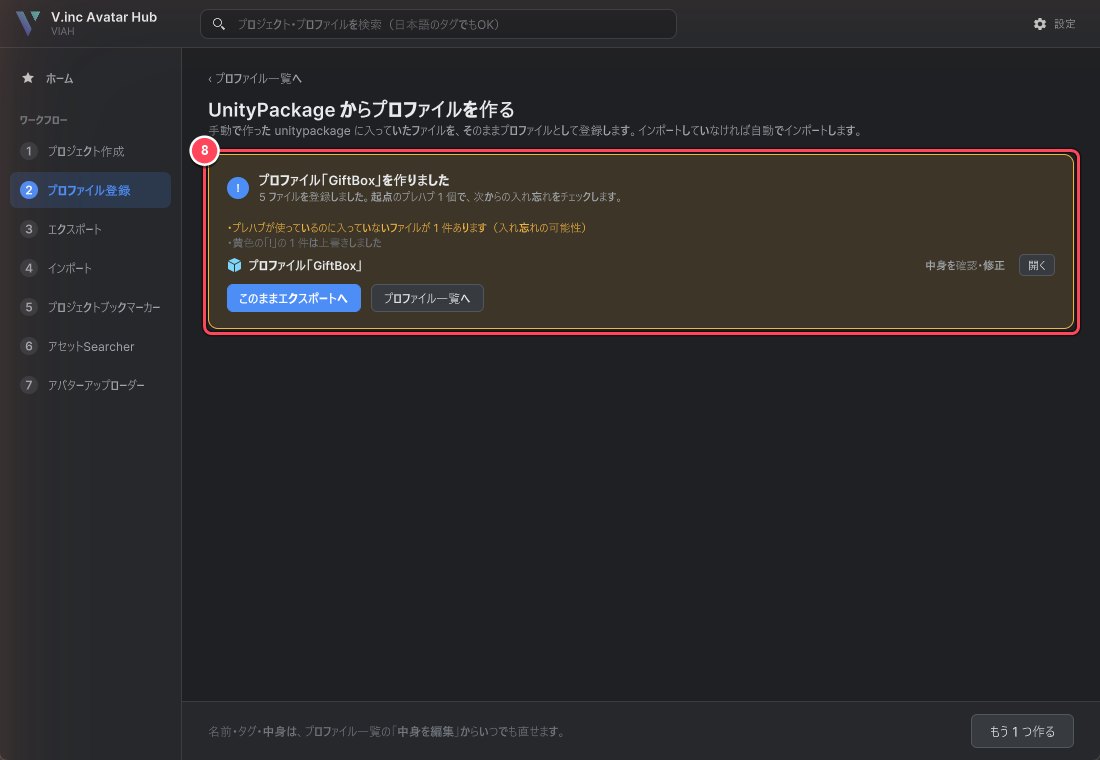 V.inc Avatar Hub
VIAH
プロジェクト・プロファイルを検索（日本語のタグでもOK）
設定
ホーム
ワークフロー
1 プロジェクト作成
2 プロファイル登録
3 エクスポート
4 インポート
5 プロジェクトブックマーカー
6 アセットSearcher
7 アバターアップローダー
‹ プロファイル一覧へ
UnityPackage からプロファイルを作る
手動で作った unitypackage に入っていたファイルを、そのままプロファイルとして登録します。インポートしていなければ自動でインポートします。
8
! プロファイル「GiftBox」を作りました
5 ファイルを登録しました。起点のプレハブ 1 個で、次からの入れ忘れをチェックします。
・プレハブが使っているのに入っていないファイルが 1 件あります（入れ忘れの可能性）
・黄色の「!」の 1 件は上書きしました
プロファイル「GiftBox」
中身を確認・修正 開く
このままエクスポートへ プロファイル一覧へ
名前・タグ・中身は、プロファイル一覧の「中身を編集」からいつでも直せます。
もう 1 つ作る